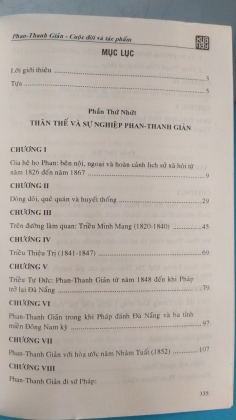 Phan-Thanh Giản - Cuộc đời và tác phẩm
MỤC LỤC
Lời giới thiệu ........ 3
Tựa ........ 5
Phần Thứ Nhứt
THÂN THẾ VÀ SỰ NGHIỆP PHAN-THANH GIẢN
CHƯƠNG I
Gia hệ họ Phan: bên nội, ngoại và hoàn cảnh lịch sử xã hội từ
năm 1826 đến năm 1867 ........ 9
CHƯƠNG II
Dòng dõi, quê quán và huyết thống ........ 29
CHƯƠNG III
Trên đường làm quan: Triều Minh Mạng (1820-1840) ........ 45
CHƯƠNG IV
Triều Thiệu Trị (1841-1847) ........ 69
CHƯƠNG V
Triều Tự Đức: Phan-Thanh Giản từ năm 1848 đến khi Pháp
trở lại Đà Nẵng ........ 79
CHƯƠNG VI
Phan-Thanh Giản trong khi Pháp đánh Đà Nẵng và ba tỉnh
miền Đông Nam kỳ ........ 97
CHƯƠNG VII
Phan-Thanh Giản với hòa ước năm Nhâm Tuất (1852) ........ 107
CHƯƠNG VIII
Phan-Thanh Giản đi sứ Pháp:
335